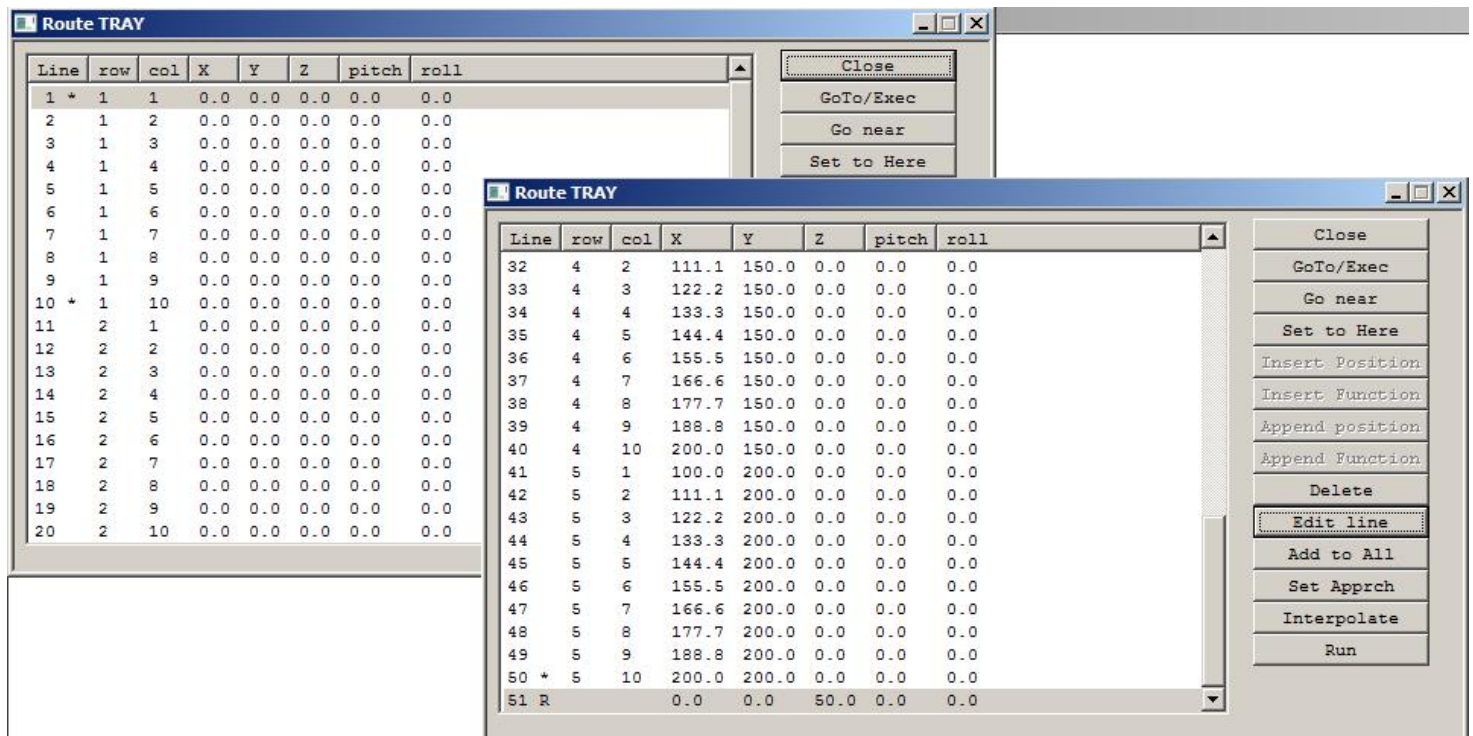 Route TRAY
Line row col X Y Z pitch roll
1 * 1 1 0.0 0.0 0.0 0.0 0.0
2 1 2 0.0 0.0 0.0 0.0 0.0
3 1 3 0.0 0.0 0.0 0.0 0.0
4 1 4 0.0 0.0 0.0 0.0 0.0
5 1 5 0.0 0.0 0.0 0.0 0.0
6 1 6 0.0 0.0 0.0 0.0 0.0
7 1 7 0.0 0.0 0.0 0.0 0.0
8 1 8 0.0 0.0 0.0 0.0 0.0
9 1 9 0.0 0.0 0.0 0.0 0.0
10 * 1 10 0.0 0.0 0.0 0.0 0.0
11 2 1 0.0 0.0 0.0 0.0 0.0
12 2 2 0.0 0.0 0.0 0.0 0.0
13 2 3 0.0 0.0 0.0 0.0 0.0
14 2 4 0.0 0.0 0.0 0.0 0.0
15 2 5 0.0 0.0 0.0 0.0 0.0
16 2 6 0.0 0.0 0.0 0.0 0.0
17 2 7 0.0 0.0 0.0 0.0 0.0
18 2 8 0.0 0.0 0.0 0.0 0.0
19 2 9 0.0 0.0 0.0 0.0 0.0
20 2 10 0.0 0.0 0.0 0.0 0.0
Close
GoTo/Exec
Go near
Set to Here
Route TRAY
Line row col X Y Z pitch roll
32 4 2 111.1 150.0 0.0 0.0 0.0
33 4 3 122.2 150.0 0.0 0.0 0.0
34 4 4 133.3 150.0 0.0 0.0 0.0
35 4 5 144.4 150.0 0.0 0.0 0.0
36 4 6 155.5 150.0 0.0 0.0 0.0
37 4 7 166.6 150.0 0.0 0.0 0.0
38 4 8 177.7 150.0 0.0 0.0 0.0
39 4 9 188.8 150.0 0.0 0.0 0.0
40 4 10 200.0 150.0 0.0 0.0 0.0
41 5 1 100.0 200.0 0.0 0.0 0.0
42 5 2 111.1 200.0 0.0 0.0 0.0
43 5 3 122.2 200.0 0.0 0.0 0.0
44 5 4 133.3 200.0 0.0 0.0 0.0
45 5 5 144.4 200.0 0.0 0.0 0.0
46 5 6 155.5 200.0 0.0 0.0 0.0
47 5 7 166.6 200.0 0.0 0.0 0.0
48 5 8 177.7 200.0 0.0 0.0 0.0
49 5 9 188.8 200.0 0.0 0.0 0.0
50 * 5 10 200.0 200.0 0.0 0.0 0.0
51 R 0.0 0.0 50.0 0.0 0.0
Close
GoTo/Exec
Go near
Set to Here
Insert Position
Insert Function
Append position
Append Function
Delete
Edit line
Add to All
Set Apprch
Interpolate
Run